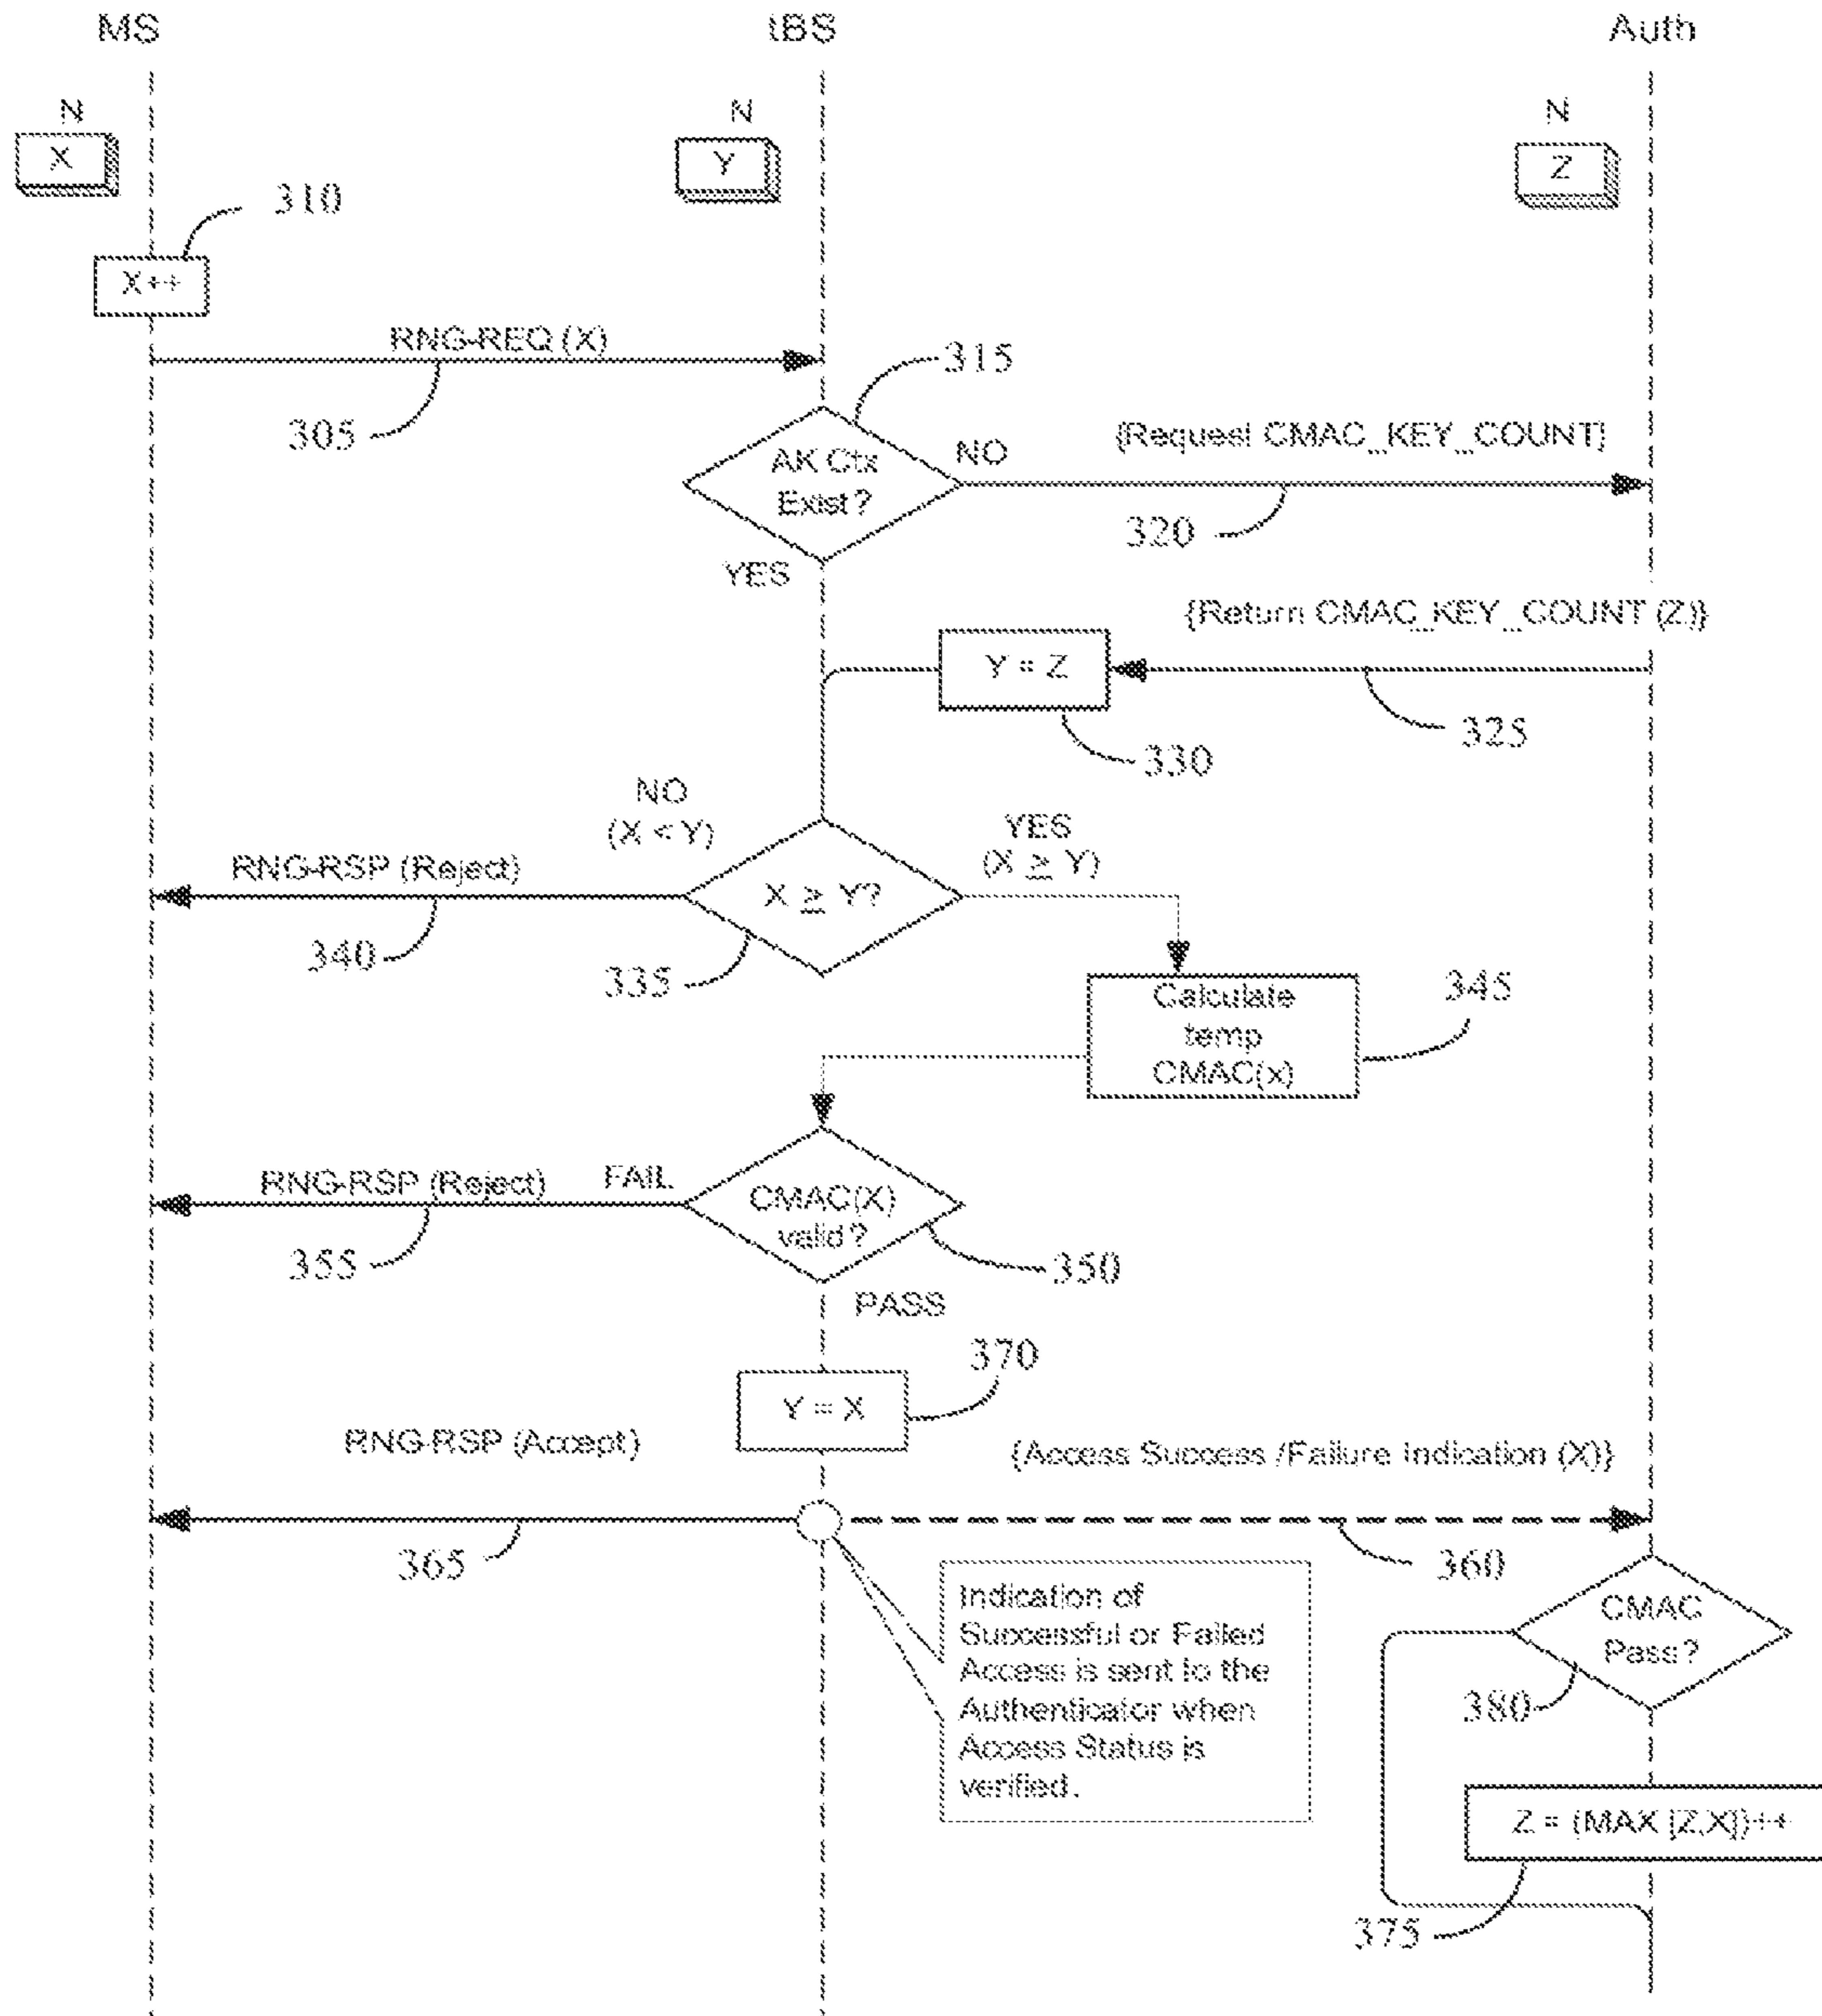 MS
tBS
Auth
N
N
N
X
Y
Z
310
X++
RNG-REQ (X)
305
315
AK Ctx
Exist?
NO
{Request CMAC_KEY_COUNT}
320
YES
{Return CMAC_KEY_COUNT (Z)}
Y = Z
325
330
NO
(X < Y)
YES
(X ≥ Y)
RNG-RSP (Reject)
X ≥ Y?
340
335
Calculate
temp
CMAC(x)
345
RNG-RSP (Reject)
FAIL
CMAC(X)
valid?
355
350
PASS
370
Y = X
RNG-RSP (Accept)
{Access Success /Failure Indication (X)}
365
360
Indication of
Successful or Failed
Access is sent to the
Authenticator when
Access Status is
verified.
CMAC
Pass?
380
Z = {MAX [Z,X]}++
375